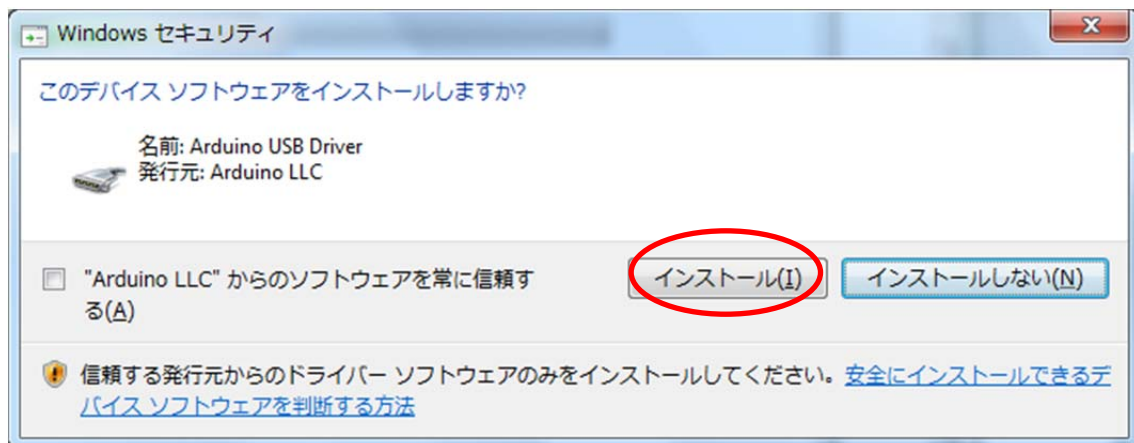 Windows セキュリティ
このデバイス ソフトウェアをインストールしますか?
名前: Arduino USB Driver
発行元: Arduino LLC
"Arduino LLC" からのソフトウェアを常に信頼す
る(A)
インストール(I)
インストールしない(N)
信頼する発行元からのドライバー ソフトウェアのみをインストールしてください。安全にインストールできるデ
バイス ソフトウェアを判断する方法